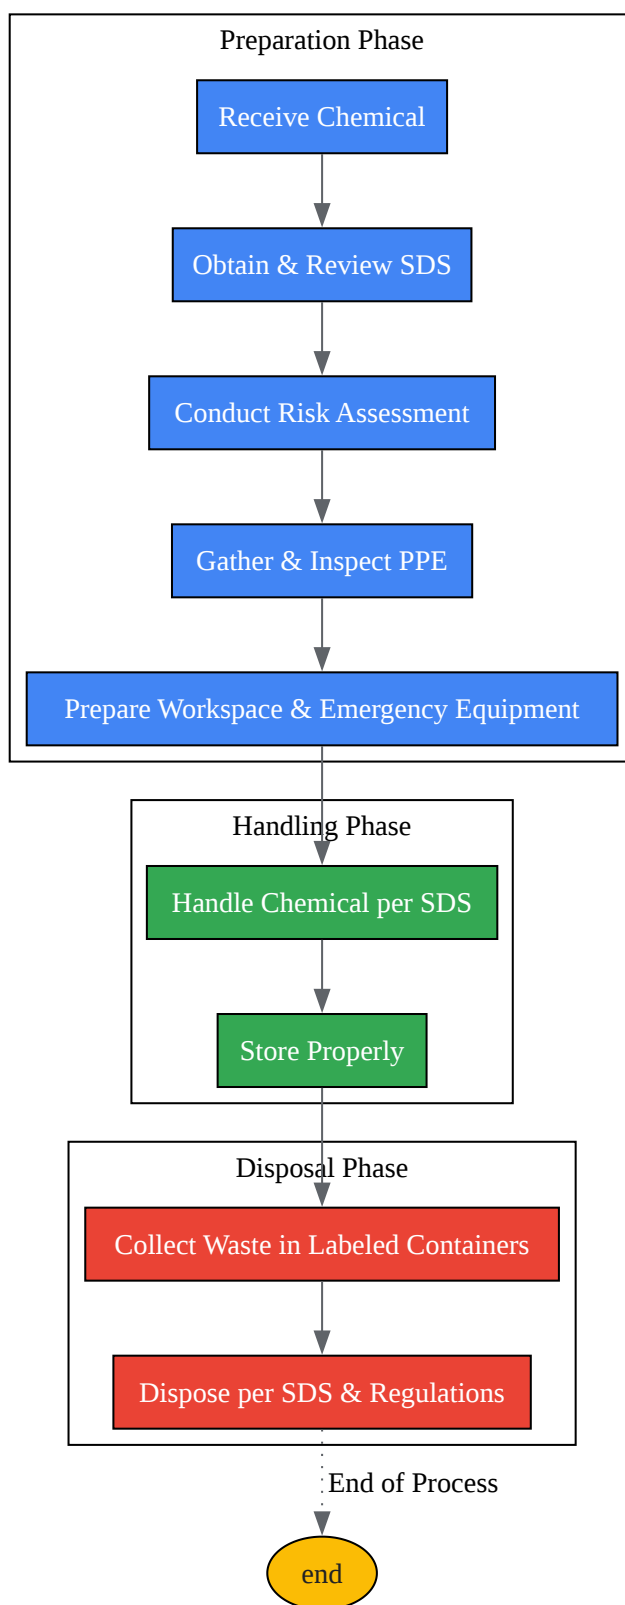 Preparation Phase
Receive Chemical
Obtain & Review SDS
Conduct Risk Assessment
Gather & Inspect PPE
Prepare Workspace & Emergency Equipment
Handling Phase
Handle Chemical per SDS
Store Properly
Disposal Phase
Collect Waste in Labeled Containers
Dispose per SDS & Regulations
End of Process
end